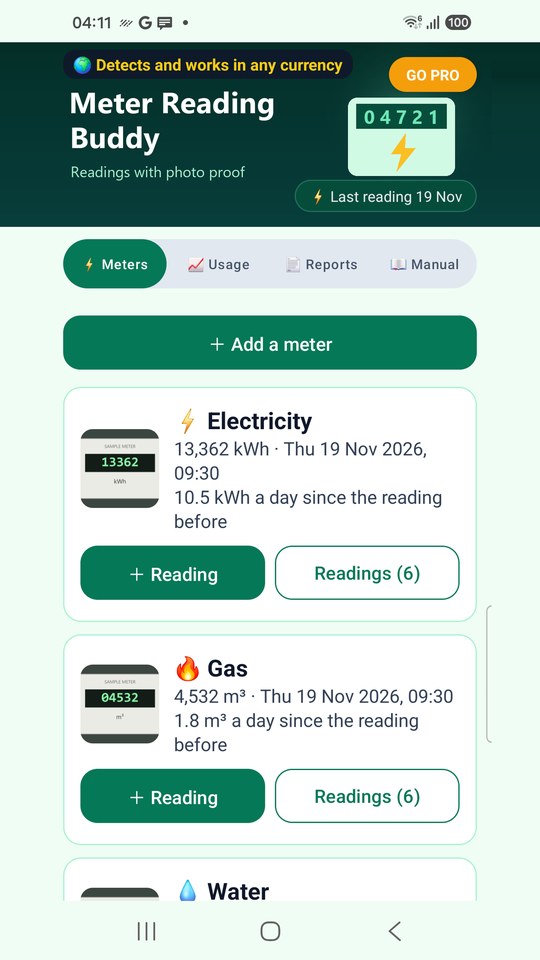 04:11
100
🌍 Detects and works in any currency
GO PRO
Meter Reading
Buddy
04721
Readings with photo proof
⚡ Last reading 19 Nov
⚡ Meters
📈 Usage
📄 Reports
📖 Manual
+ Add a meter
⚡ Electricity
SAMPLE METER
13362
kWh
13,362 kWh · Thu 19 Nov 2026,
09:30
10.5 kWh a day since the reading
before
+ Reading
Readings (6)
🔥 Gas
SAMPLE METER
04532
m³
4,532 m³ · Thu 19 Nov 2026, 09:30
1.8 m³ a day since the reading
before
+ Reading
Readings (6)
💧 Water